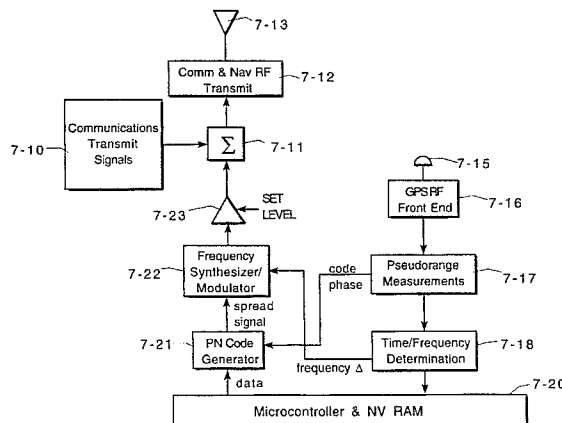 7-13
Comm & Nav RF
Transmit
7-12
Communications
Transmit
Signals
7-10
Σ
7-11
7-15
GPS RF
Front End
7-16
7-23
SET
LEVEL
Frequency
Synthesizer/
Modulator
7-22
code
phase
Pseudorange
Measurements
7-17
spread
signal
PN Code
Generator
7-21
Time/Frequency
Determination
7-18
frequency Δ
data
7-20
Microcontroller & NV RAM